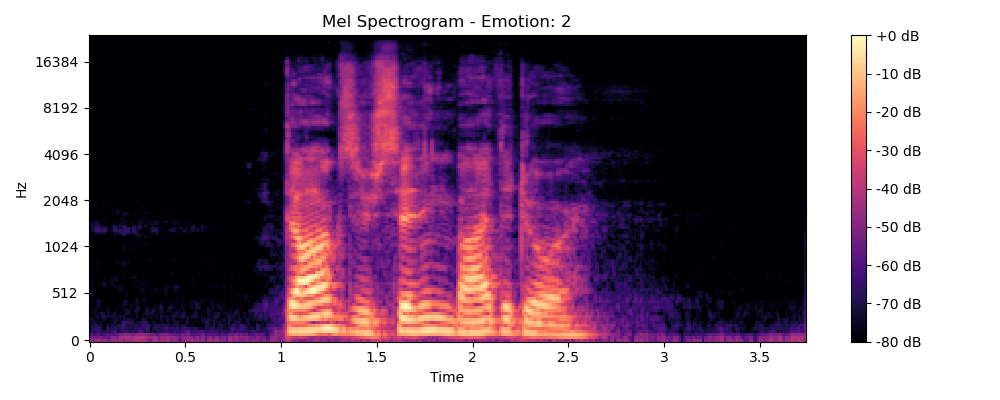 Mel Spectrogram - Emotion: 2
Hz
16384
8192
4096
2048
1024
512
0
0 0.5 1 1.5 2 2.5 3 3.5
Time
+0 dB
-10 dB
-20 dB
-30 dB
-40 dB
-50 dB
-60 dB
-70 dB
-80 dB